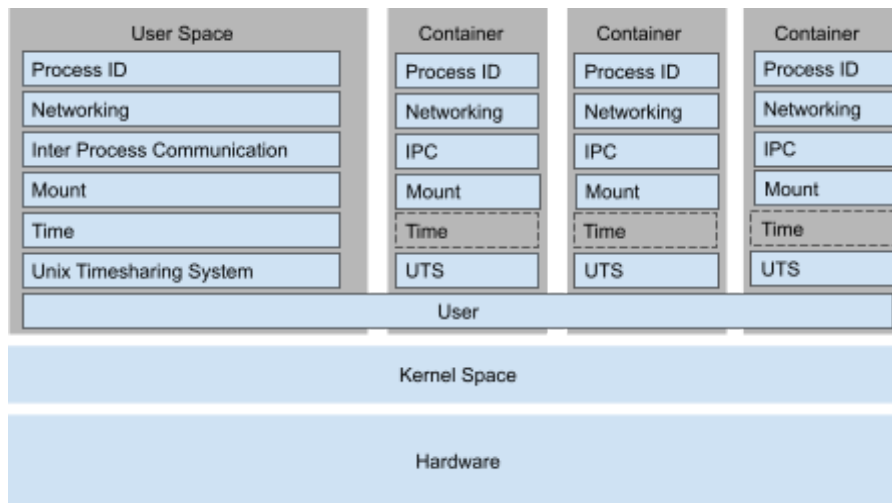 User Space
Process ID
Networking
Inter Process Communication
Mount
Time
Unix Timesharing System
Container
Process ID
Networking
IPC
Mount
Time
UTS
Container
Process ID
Networking
IPC
Mount
Time
UTS
Container
Process ID
Networking
IPC
Mount
Time
UTS
User
Kernel Space
Hardware